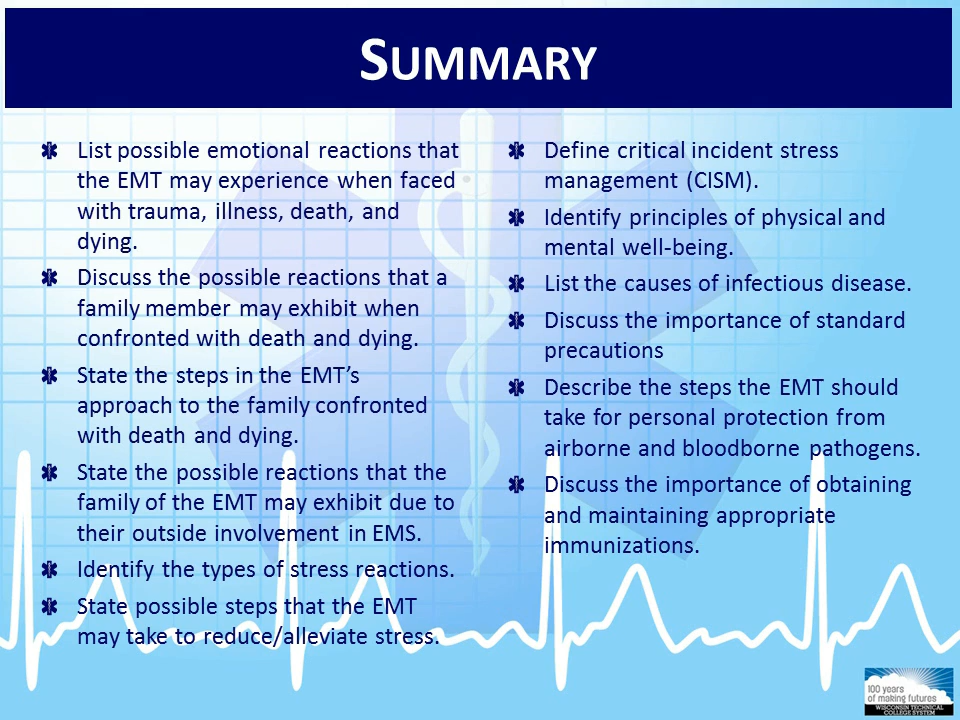 SUMMARY
List possible emotional reactions that
the EMT may experience when faced
with trauma, illness, death, and
dying.
Discuss the possible reactions that a
family member may exhibit when
confronted with death and dying.
State the steps in the EMT’s
approach to the family confronted
with death and dying.
State the possible reactions that the
family of the EMT may exhibit due to
their outside involvement in EMS.
Identify the types of stress reactions.
State possible steps that the EMT
may take to reduce/alleviate stress.
Define critical incident stress
management (CISM).
Identify principles of physical and
mental well-being.
List the causes of infectious disease.
Discuss the importance of standard
precautions
Describe the steps the EMT should
take for personal protection from
airborne and bloodborne pathogens.
Discuss the importance of obtaining
and maintaining appropriate
immunizations.
100 years
of making futures
WISCONSIN TECHNICAL
COLLEGE SYSTEM